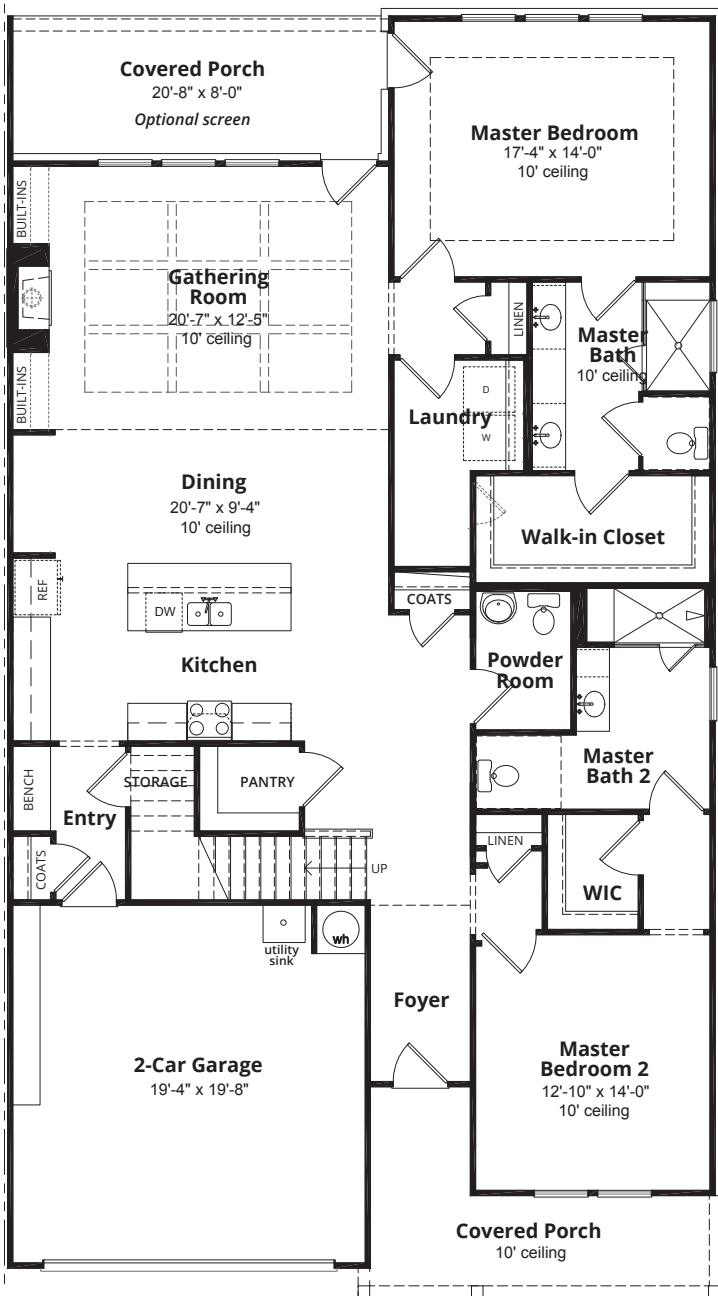 Covered Porch
20'-8" x 8'-0"
Optional screen
Master Bedroom
17'-4" x 14'-0"
10' ceiling
BUILT-INS
Gathering
Room
20'-7" x 12'-5"
10' ceiling
BUILT-INS
LINEN
Master
Bath
10' ceiling
D
W
Laundry
Dining
20'-7" x 9'-4"
10' ceiling
Walk-in Closet
REF
DW
COATS
Kitchen
Powder
Room
Master
Bath 2
BENCH
STORAGE
PANTRY
Entry
COATS
UP
LINEN
WIC
utility
sink
wh
Foyer
2-Car Garage
19'-4" x 19'-8"
Master
Bedroom 2
12'-10" x 14'-0"
10' ceiling
Covered Porch
10' ceiling